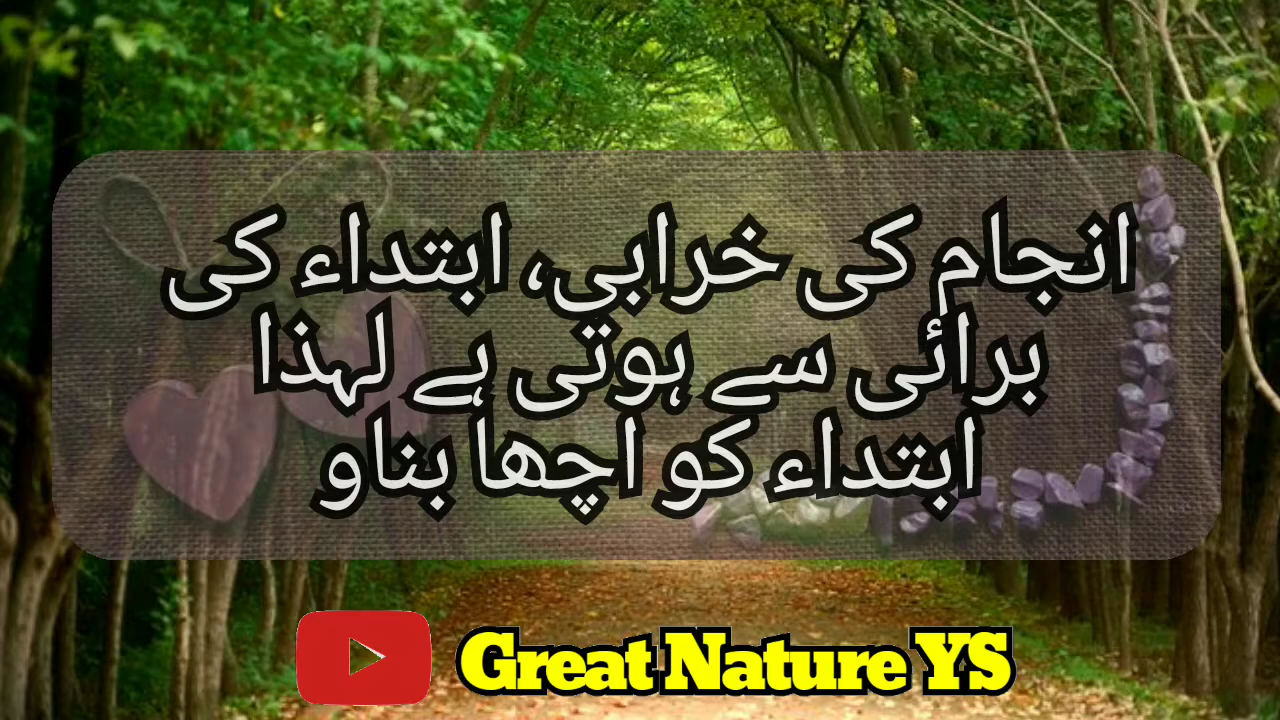 انجام کی خرابی، ابتداء کی
برائی سے ہوتی ہے لہذا
ابتداء کو اچھا بناو
Great Nature YS